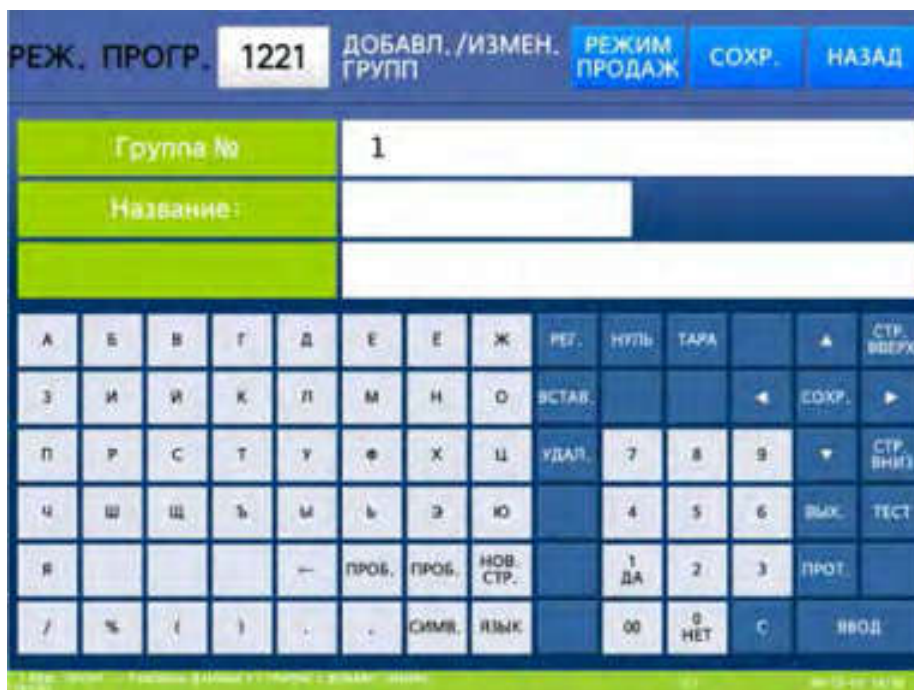 РЕЖ. ПРОГР. 1221 ДОБАВЛ./ИЗМЕН. ГРУПП РЕЖИМ ПРОДАЖ СОХР. НАЗАД
Группа № 1
Название:
А Б В Г Д Е Ё Ж РЕГ. НУЛЬ ТАРА ▲ СТР. ВВЕРХ
З И Й К Л М Н О ВСТАВ. ◀ СОХР. ▶
П Р С Т У Ф Х Ц УДАЛ. 7 8 9 ▼ СТР. ВНИЗ
Ч Ш Щ Ъ Ы Ь Э Ю 4 5 6 ВЫХ. ТЕСТ
Я ← ПРОБ. ПРОБ. НОВ. СТР. 1 ДА 2 3 ПРОТ.
/ % ( ) . СИМВ. ЯЗЫК 00 0 НЕТ С ВВОД